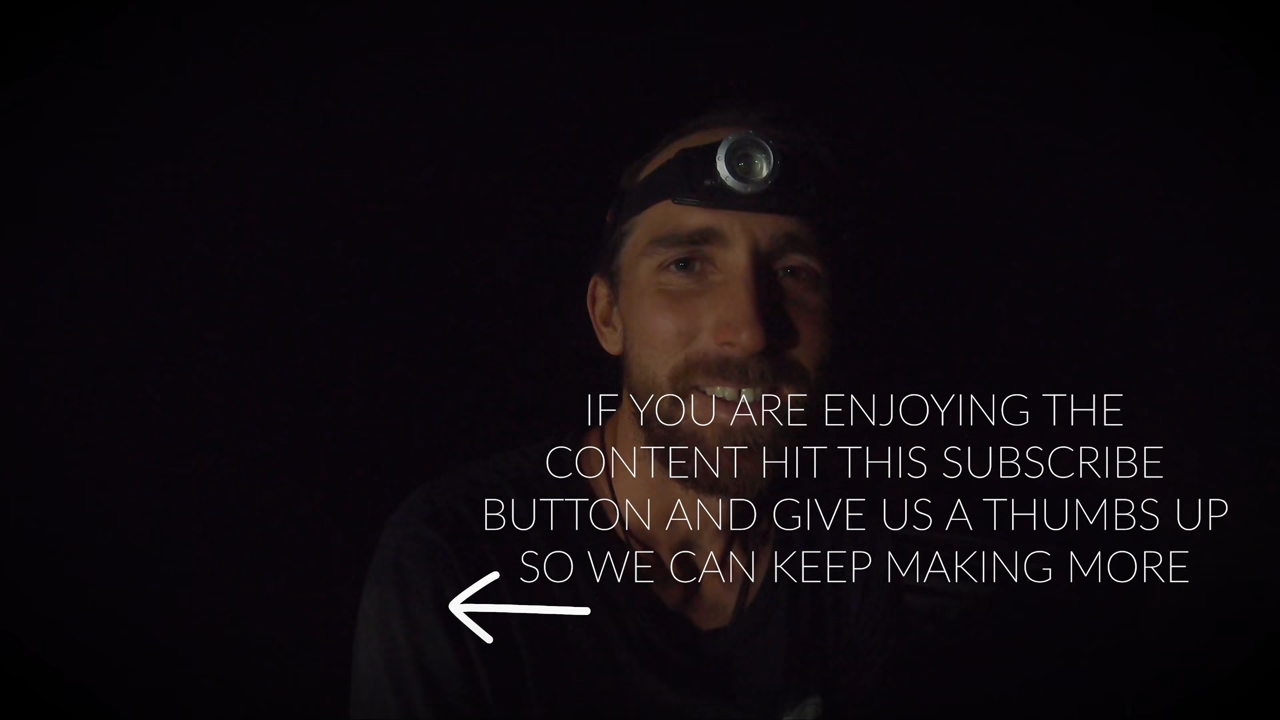 IF YOU ARE ENJOYING THE
CONTENT HIT THIS SUBSCRIBE
BUTTON AND GIVE US A THUMBS UP
SO WE CAN KEEP MAKING MORE